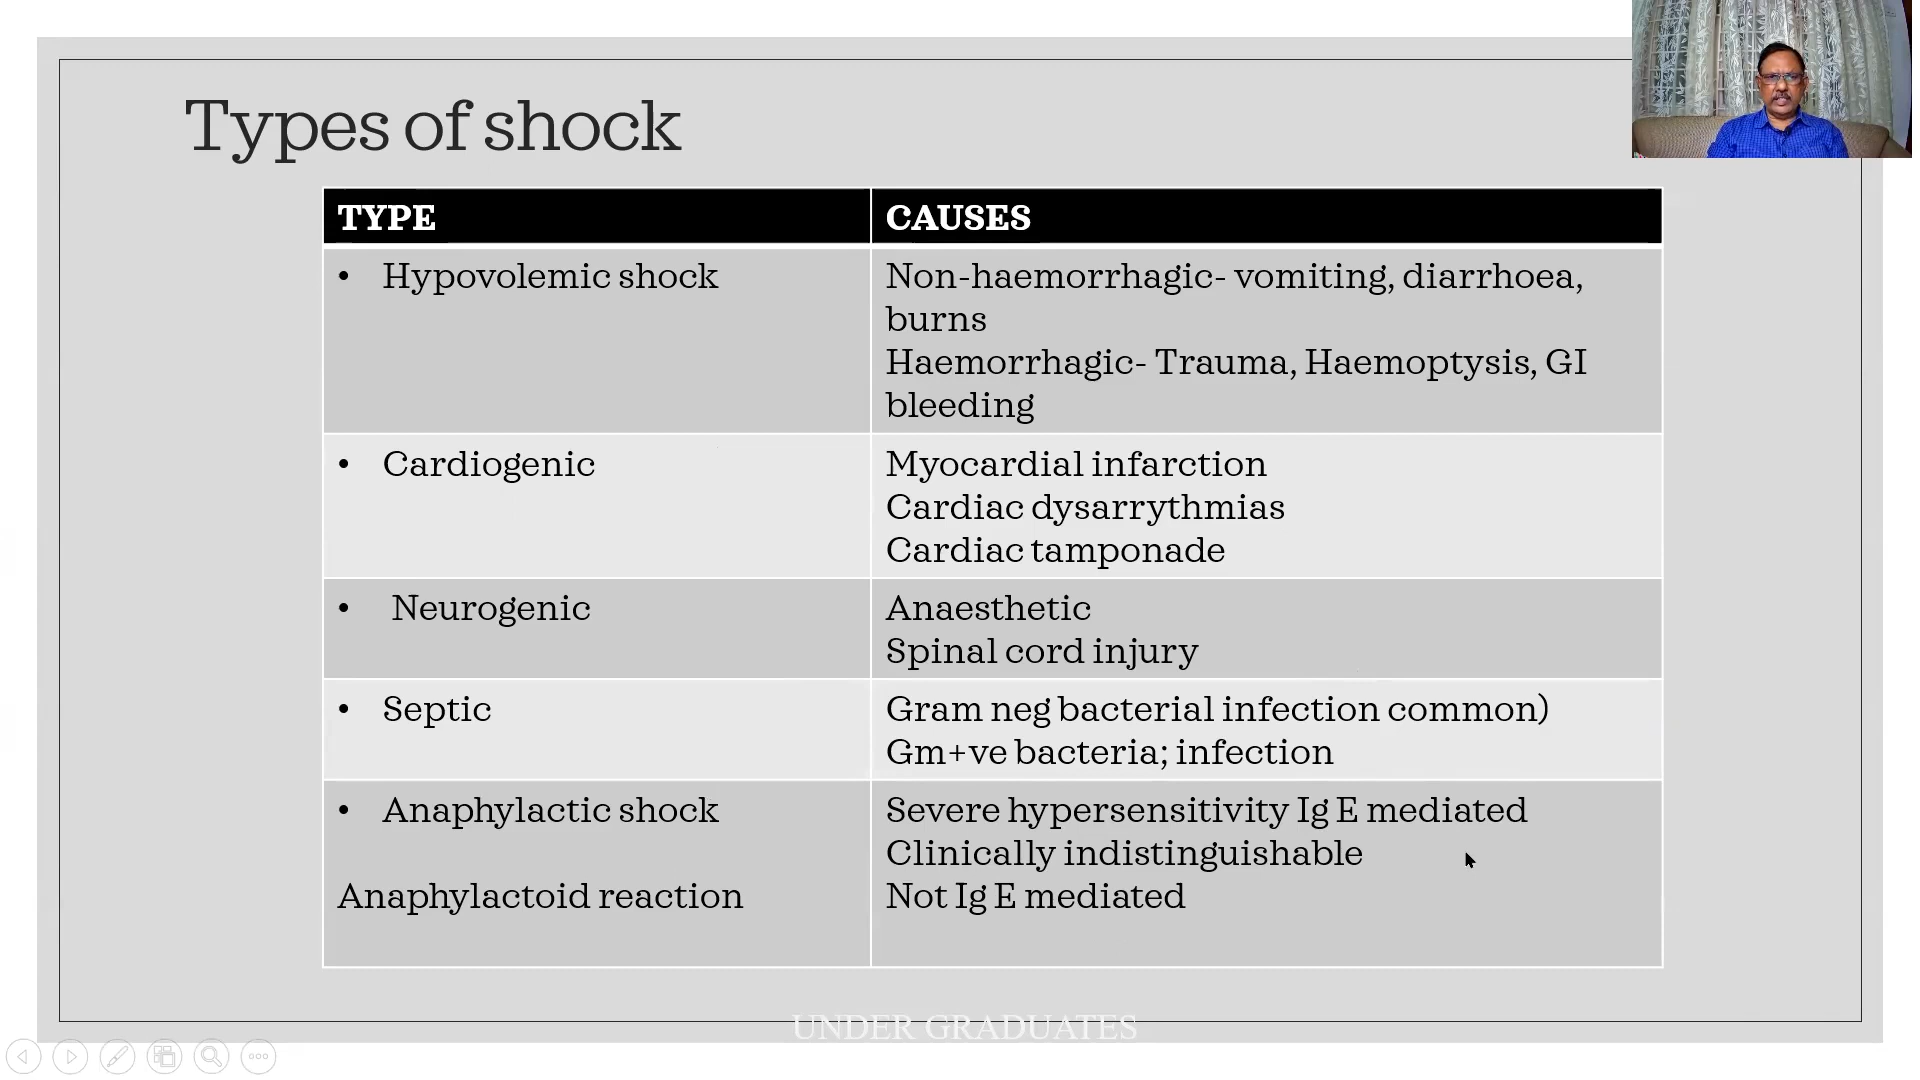 Types of shock
TYPE
CAUSES
• Hypovolemic shock
Non-haemorrhagic- vomiting, diarrhoea,
burns
Haemorrhagic- Trauma, Haemoptysis, GI
bleeding
• Cardiogenic
Myocardial infarction
Cardiac dysarrythmias
Cardiac tamponade
• Neurogenic
Anaesthetic
Spinal cord injury
• Septic
Gram neg bacterial infection common)
Gm+ve bacteria; infection
• Anaphylactic shock
Severe hypersensitivity Ig E mediated
Clinically indistinguishable
Anaphylactoid reaction
Not Ig E mediated
UNDER GRADUATES